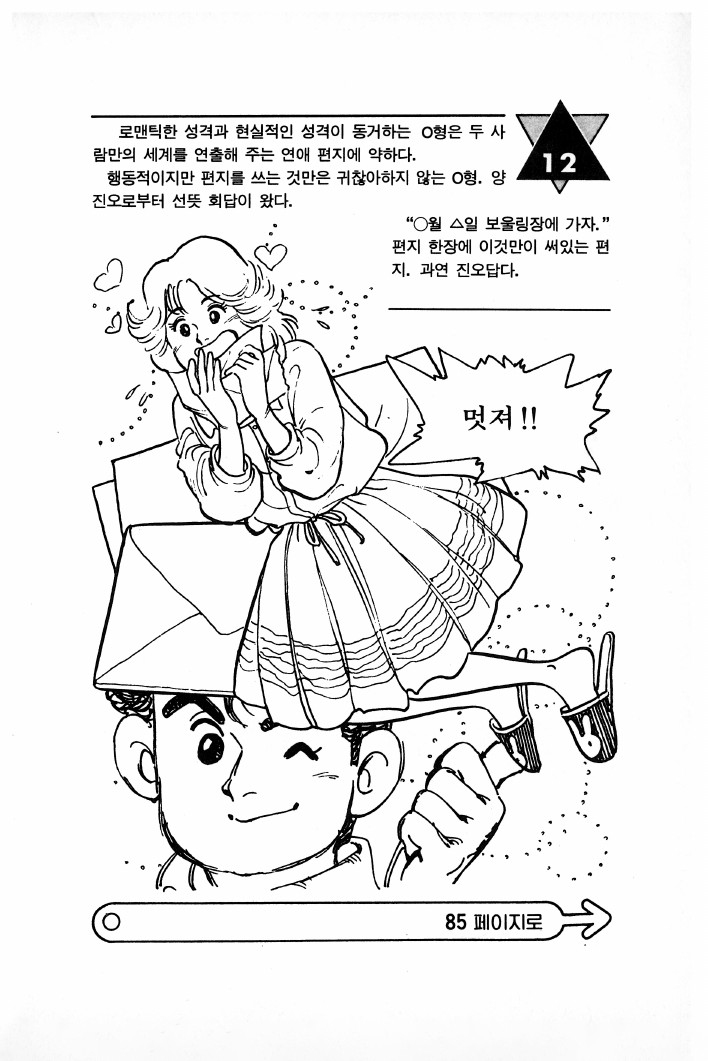 로맨틱한 성격과 현실적인 성격이 동거하는 O형은 두 사
람만의 세계를 연출해 주는 연애 편지에 약하다.
행동적이지만 편지를 쓰는 것만은 귀찮아하지 않는 O형. 양
진오로부터 선뜻 회답이 왔다.
12
“○월 △일 보울링장에 가자.”
편지 한장에 이것만이 써있는 편
지. 과연 진오답다.
멋져!!
85 페이지로